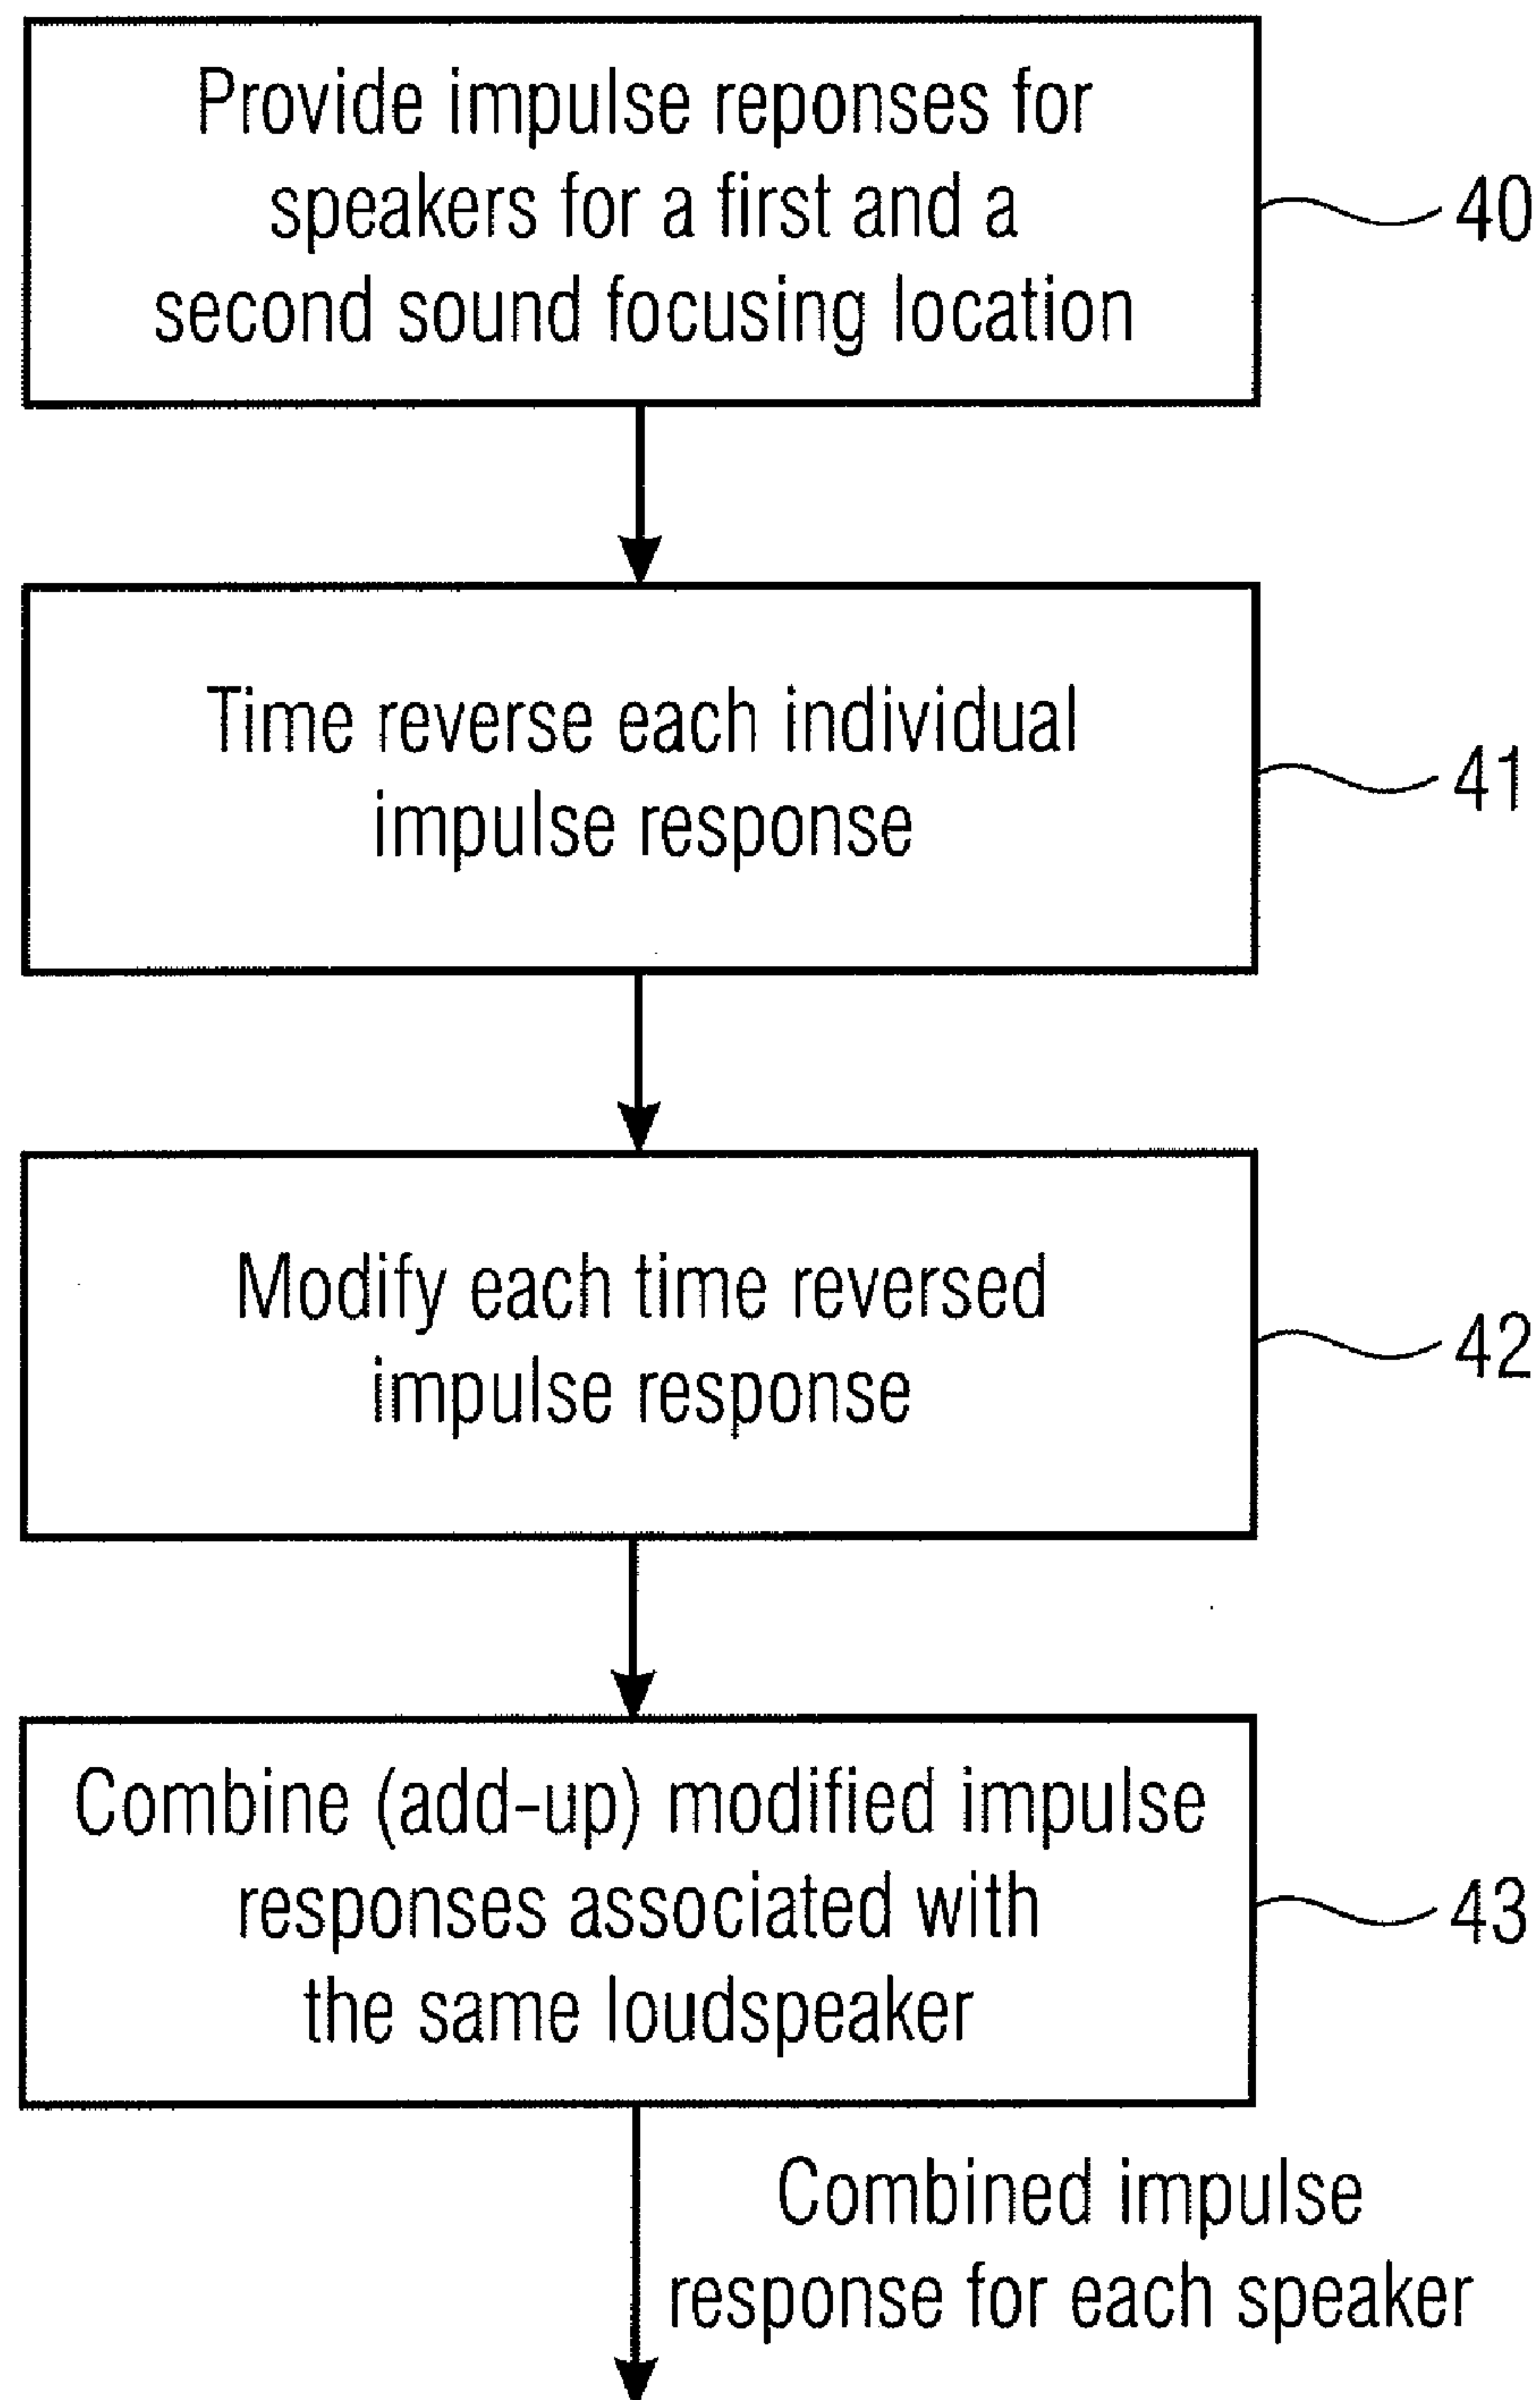 Provide impulse reponses for
speakers for a first and a
second sound focusing location
40
Time reverse each individual
impulse response
41
Modify each time reversed
impulse response
42
Combine (add-up) modified impulse
responses associated with
the same loudspeaker
43
Combined impulse
response for each speaker